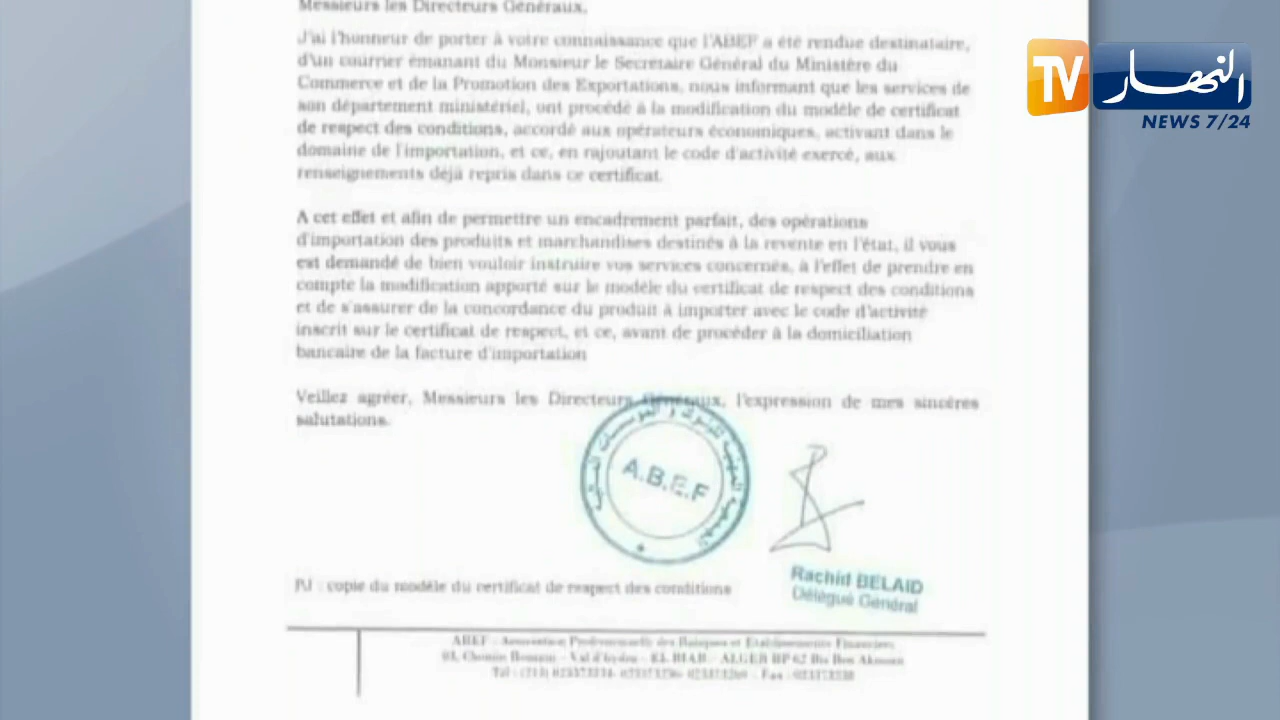 Messieurs les Directeurs Généraux,
J'ai l'honneur de porter à votre connaissance que l'ABEF a été rendue destinataire,
d'un courrier émanant du Monsieur le Secrétaire Général du Ministère du
Commerce et de la Promotion des Exportations, nous informant que les services de
son département ministériel, ont procédé à la modification du modèle de certificat
de respect des conditions, accordé aux opérateurs économiques, activant dans le
domaine de l'importation, et ce, en rajoutant le code d'activité exercé, aux
renseignements déjà repris dans ce certificat.
A cet effet et afin de permettre un encadrement parfait, des opérations
d'importation des produits et marchandises destinés à la revente en l'état, il vous
est demandé de bien vouloir instruire vos services concernés, à l'effet de prendre en
compte la modification apporté sur le modèle du certificat de respect des conditions
et de s'assurer de la concordance du produit à importer avec le code d'activité
inscrit sur le certificat de respect, et ce, avant de procéder à la domiciliation
bancaire de la facture d'importation
Veillez agréer, Messieurs les Directeurs Généraux, l'expression de mes sincères
salutations.
الجمعية المهنية للبنوك و المؤسسات المالية
A.B.E.F
Rachid BELAID
Délégué Général
PJ : copie du modèle du certificat de respect des conditions
ABEF - Association Professionnelle des Banques et Etablissements Financiers
Chemin Romain - Val d'hydra - EL BIAR - ALGER BP 62 Bis Ben Aknoun
TV النهار
NEWS 7/24